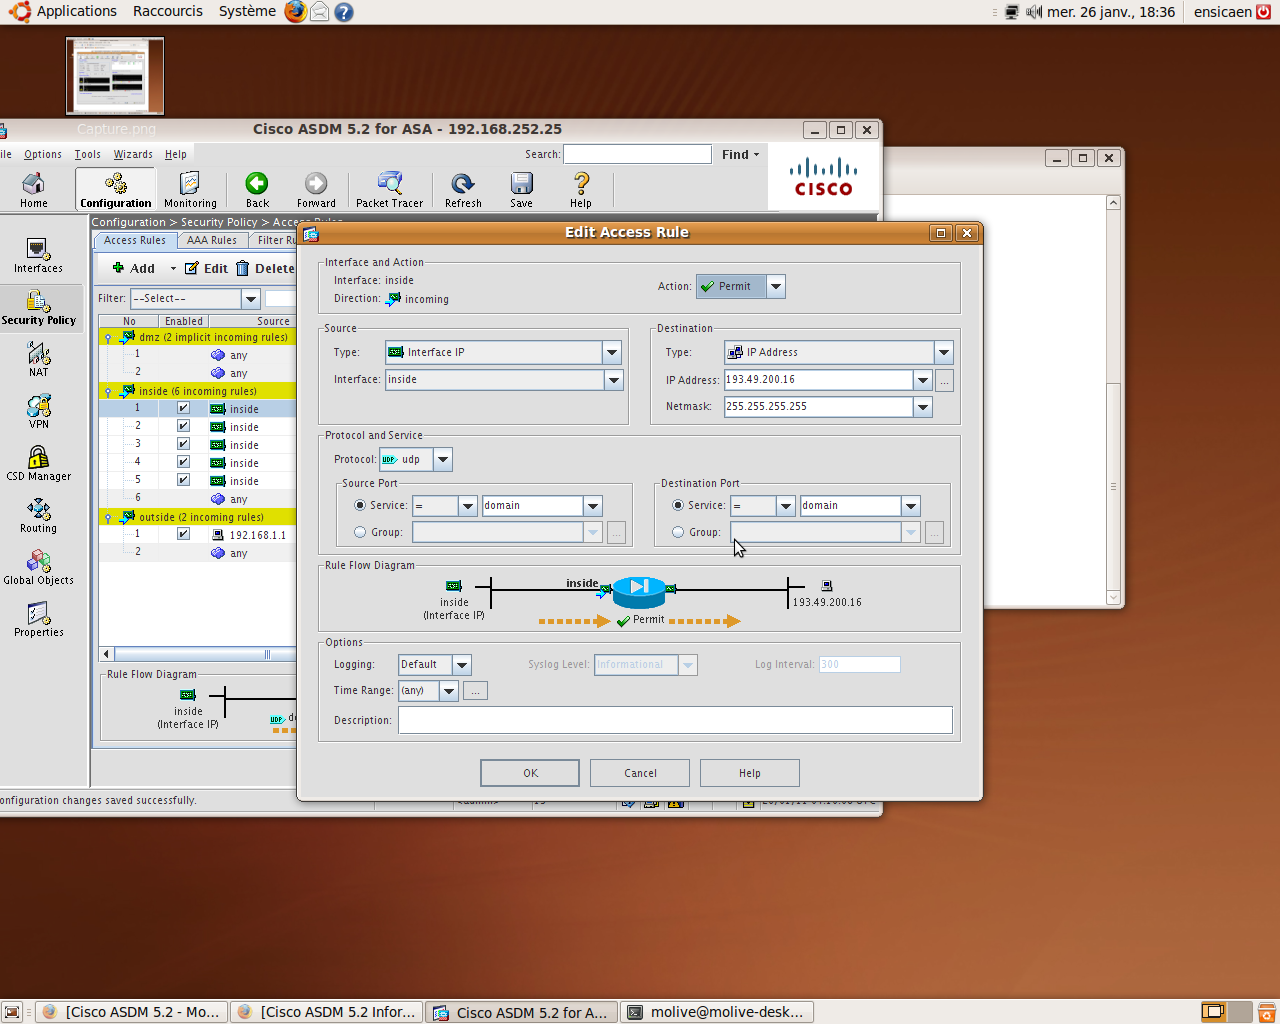 Applications Raccourcis Système
mer. 26 janv., 18:36 ensicaen
Capture.png
Cisco ASDM 5.2 for ASA - 192.168.252.25
ile Options Tools Wizards Help
Search: Find
CISCO
Home Configuration Monitoring Back Forward Packet Tracer Refresh Save Help
Configuration > Security Policy > Access Rules
Access Rules AAA Rules Filter Ru
Add Edit Delete
Filter: --Select--
No Enabled Source
dmz (2 implicit incoming rules)
1 any
2 any
inside (6 incoming rules)
1 inside
2 inside
3 inside
4 inside
5 inside
6 any
outside (2 incoming rules)
1 192.168.1.1
2 any
Interfaces
Security Policy
NAT
VPN
CSD Manager
Routing
Global Objects
Properties
Rule Flow Diagram
inside
(Interface IP)
UDP do
onfiguration changes saved successfully.
<admin> 15
Edit Access Rule
Interface and Action
Interface: inside
Direction: incoming
Action: Permit
Source
Type: Interface IP
Interface: inside
Destination
Type: IP Address
IP Address: 193.49.200.16 ...
Netmask: 255.255.255.255
Protocol and Service
Protocol: UDP udp
Source Port
Service: = domain
Group: ...
Destination Port
Service: = domain
Group: ...
Rule Flow Diagram
inside
(Interface IP)
inside
Permit
193.49.200.16
Options
Logging: Default Syslog Level: Informational Log Interval: 300
Time Range: (any) ...
Description:
OK Cancel Help
[Cisco ASDM 5.2 - Mo... [Cisco ASDM 5.2 Infor... Cisco ASDM 5.2 for A... molive@molive-desk...